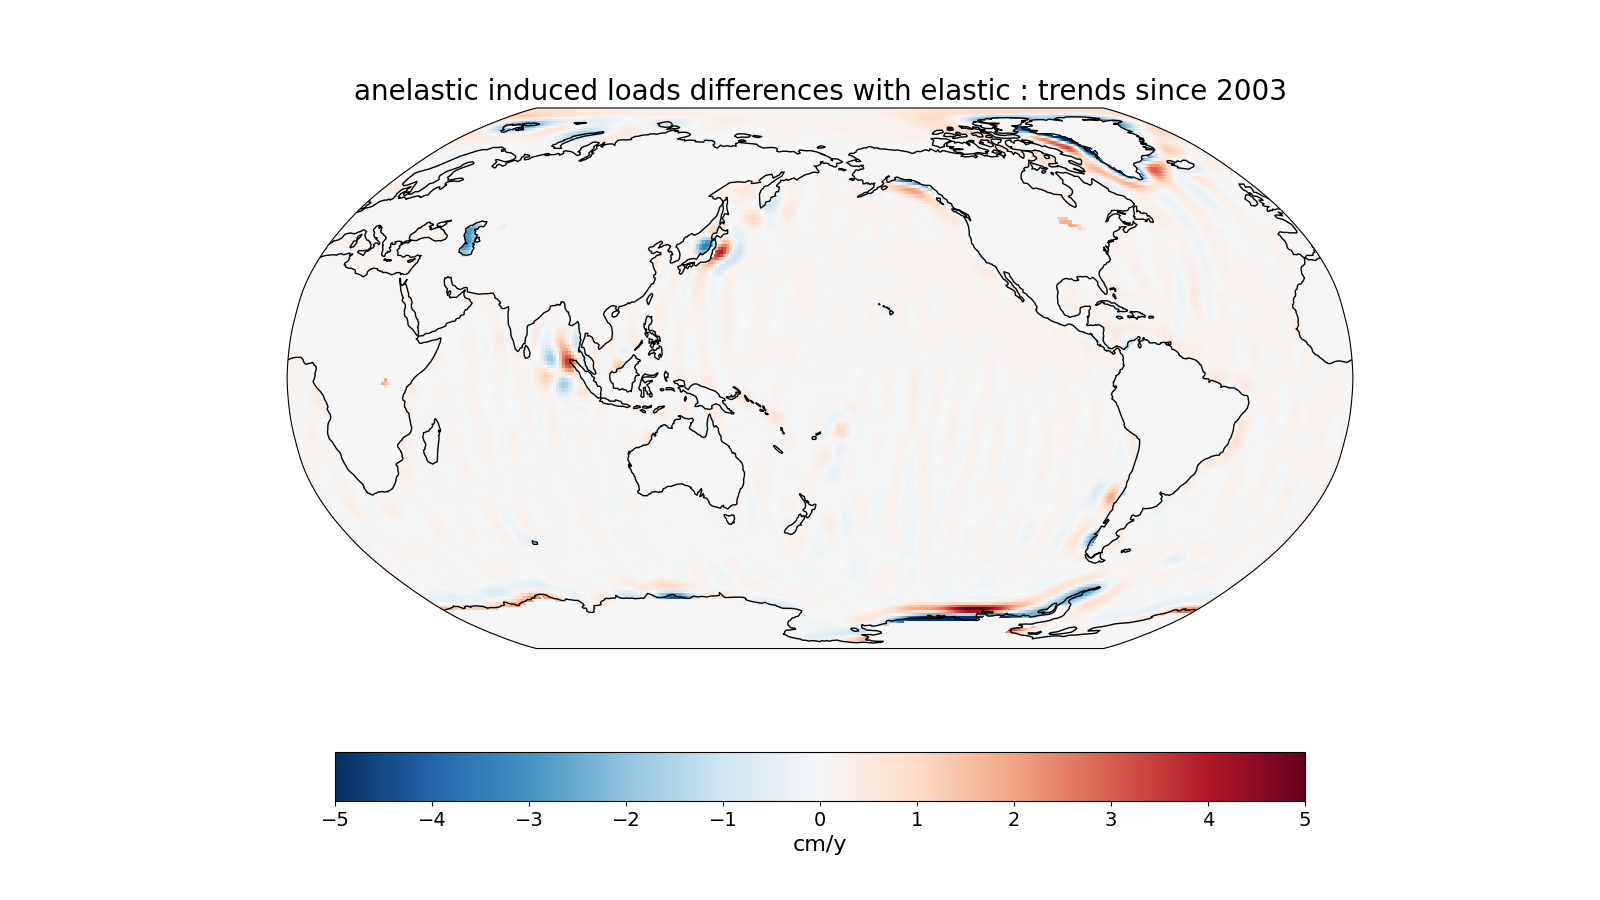 anelastic induced loads differences with elastic : trends since 2003
−5 −4 −3 −2 −1 0 1 2 3 4 5
cm/y